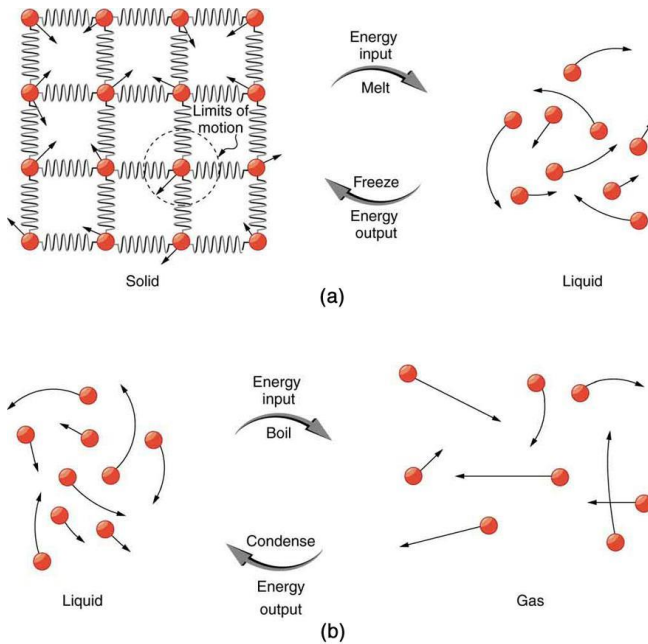 Energy
input
Melt
Limits of
motion
Freeze
Energy
output
Solid
Liquid
(a)
Energy
input
Boil
Condense
Energy
output
Liquid
Gas
(b)